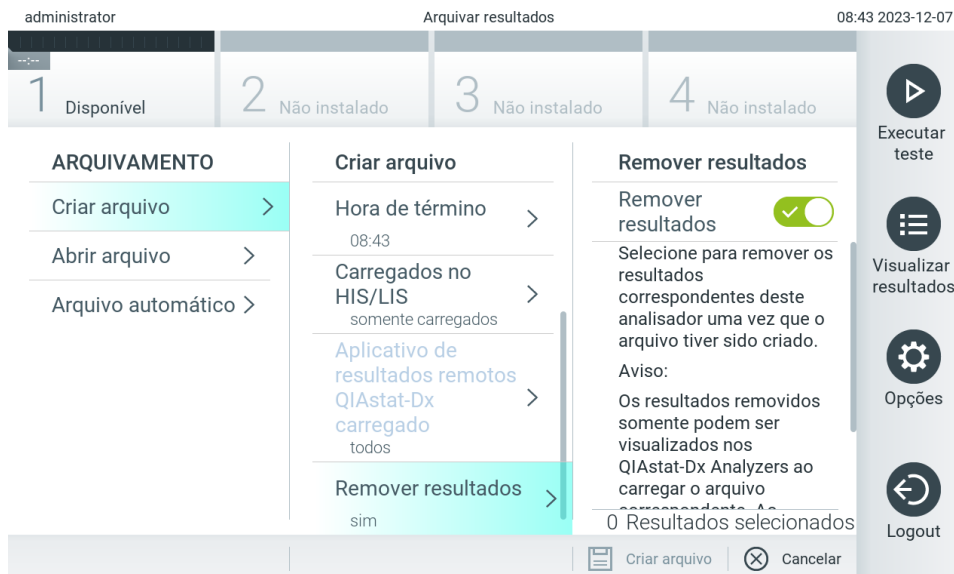 administrator
Arquivar resultados
08:43 2023-12-07
--:--
1 Disponível
2 Não instalado
3 Não instalado
4 Não instalado
ARQUIVAMENTO
Criar arquivo
Abrir arquivo
Arquivo automático
Criar arquivo
Hora de término
08:43
Carregados no
HIS/LIS
somente carregados
Aplicativo de
resultados remotos
QIAstat-Dx
carregado
todos
Remover resultados
sim
Remover resultados
Remover
resultados
Selecione para remover os
resultados
correspondentes deste
analisador uma vez que o
arquivo tiver sido criado.
Aviso:
Os resultados removidos
somente podem ser
visualizados nos
QIAstat-Dx Analyzers ao
carregar o arquivo
0 Resultados selecionados
Criar arquivo
Cancelar
Executar
teste
Visualizar
resultados
Opções
Logout